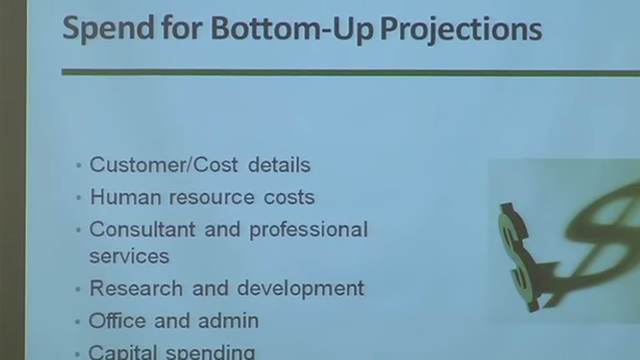 Spend for Bottom-Up Projections
• Customer/Cost details
• Human resource costs
• Consultant and professional
services
• Research and development
• Office and admin
• Capital spending